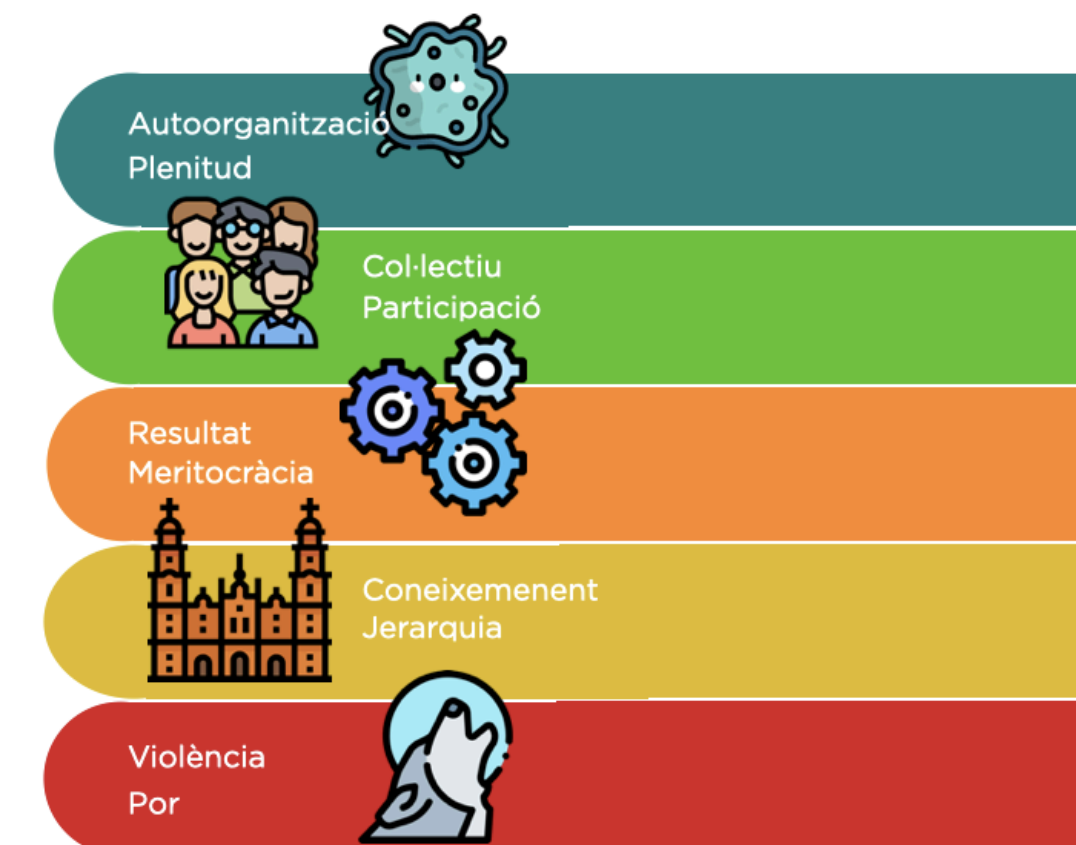 Autoorganització
Plenitud
Col·lectiu
Participació
Resultat
Meritocràcia
Coneixemenent
Jerarquia
Violència
Por